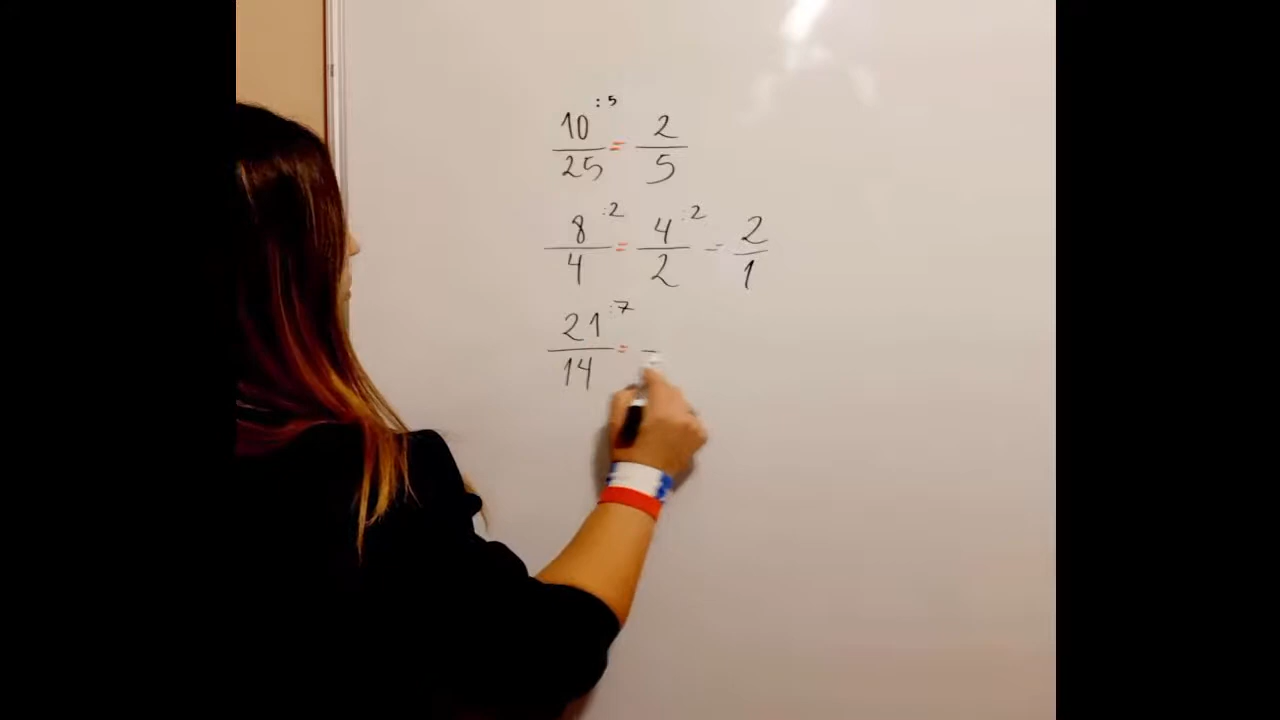 10/25 :5 = 2/5
8/4 :2 = 4/2 :2 = 2/1
21/14 :7 =